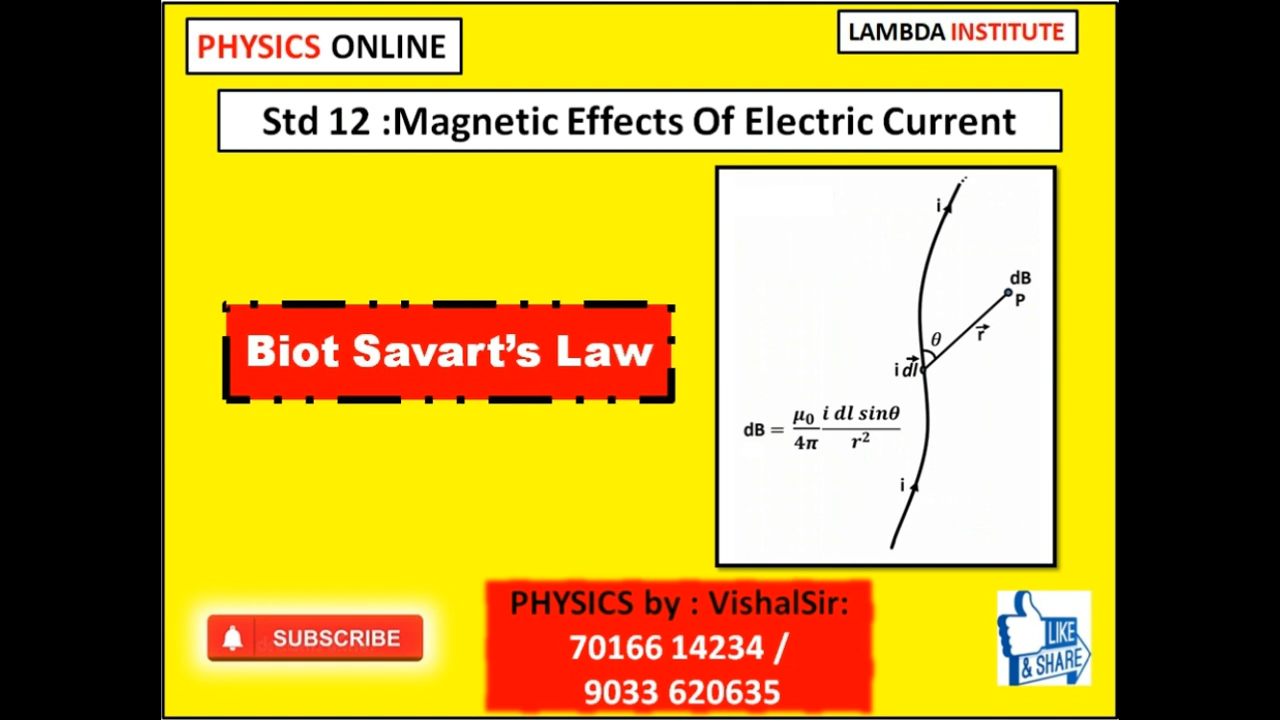 PHYSICS ONLINE
LAMBDA INSTITUTE
Std 12 :Magnetic Effects Of Electric Current
Biot Savart's Law
i
dB
P
θ
r⃗
i dl⃗
dB = μ₀/4π i dl sinθ/r²
i
SUBSCRIBE
PHYSICS by : VishalSir:
70166 14234 /
9033 620635
LIKE
& SHARE